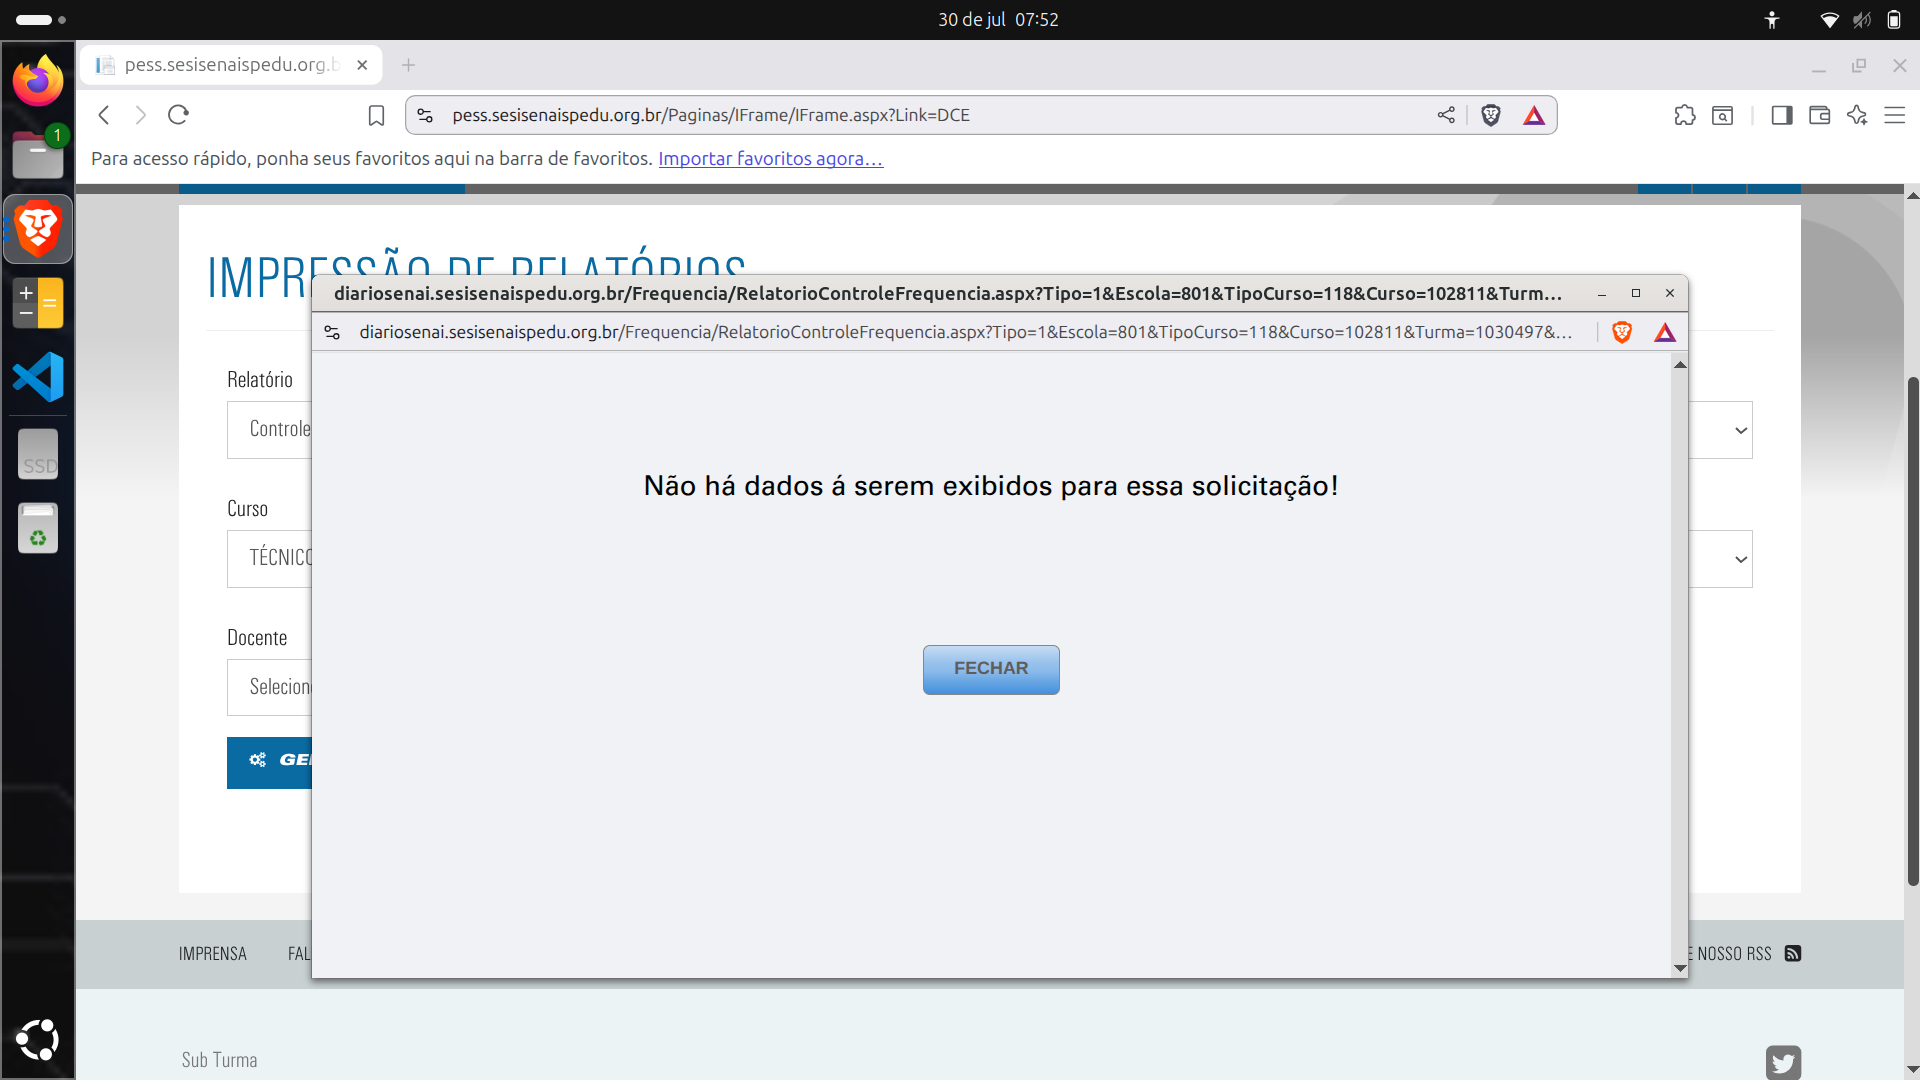 30 de jul 07:52
1
pess.sesisenaispedu.org.b
pess.sesisenaispedu.org.br/Paginas/IFrame/IFrame.aspx?Link=DCE
Para acesso rápido, ponha seus favoritos aqui na barra de favoritos. Importar favoritos agora…
IMPRESSÃO DE RELATÓRIOS
diariosenai.sesisenaispedu.org.br/Frequencia/RelatorioControleFrequencia.aspx?Tipo=1&Escola=801&TipoCurso=118&Curso=102811&Turm…
diariosenai.sesisenaispedu.org.br/Frequencia/RelatorioControleFrequencia.aspx?Tipo=1&Escola=801&TipoCurso=118&Curso=102811&Turma=1030497&…
Relatório
Controle
Não há dados á serem exibidos para essa solicitação!
SSD
Curso
TÉCNICO
Docente
FECHAR
Selecion
GE
IMPRENSA
FAL
E NOSSO RSS
Sub Turma